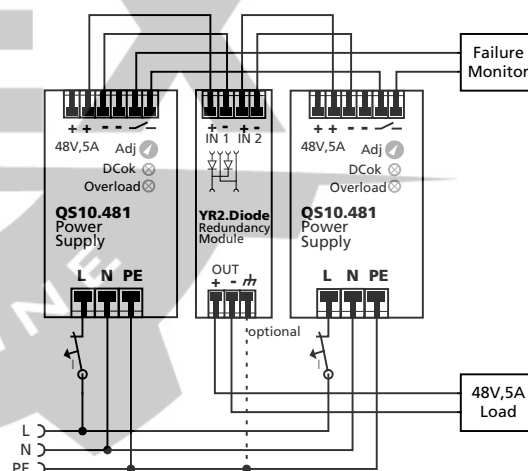 Failure
Monitor
+ + - -
48V,5A
Adj
DCok
Overload
QS10.481
Power
Supply
L N PE
+ - + -
IN 1 IN 2
YR2.Diode
Redundancy
Module
OUT
+ -
optional
+ + - -
48V,5A
Adj
DCok
Overload
QS10.481
Power
Supply
L N PE
I
I
48V,5A
Load
L
N
PE
NE